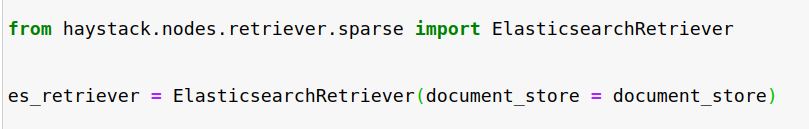 from haystack.nodes.retriever.sparse import ElasticsearchRetriever
es_retriever = ElasticsearchRetriever(document_store = document_store)